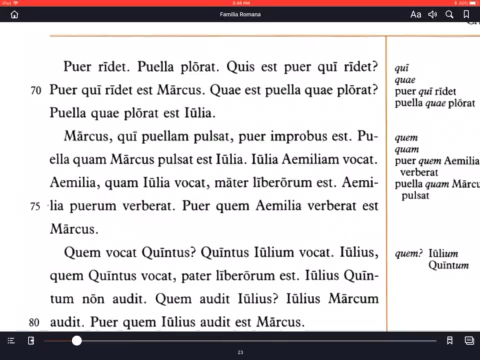 iPad
3:46 PM
Familia Romana
Aa
Puer rīdet. Puella plōrat. Quis est puer quī rīdet?
70 Puer quī rīdet est Mārcus. Quae est puella quae plōrat?
Puella quae plōrat est Iūlia.
Mārcus, quī puellam pulsat, puer improbus est. Pu-
ella quam Mārcus pulsat est Iūlia. Iūlia Aemiliam vocat.
Aemilia, quam Iūlia vocat, māter līberōrum est. Aemi-
75 lia puerum verberat. Puer quem Aemilia verberat est
Mārcus.
Quem vocat Quīntus? Quīntus Iūlium vocat. Iūlius,
quem Quīntus vocat, pater līberōrum est. Iūlius Quīn-
tum nōn audit. Quem audit Iūlius? Iūlius Mārcum
80 audit. Puer quem Iūlius audit est Mārcus.
quī
quae
puer quī rīdet
puella quae plōrat
quem
quam
puer quem Aemilia
verberat
puella quam Mārcu
pulsat
quem? Iūlium
Quīntum
23